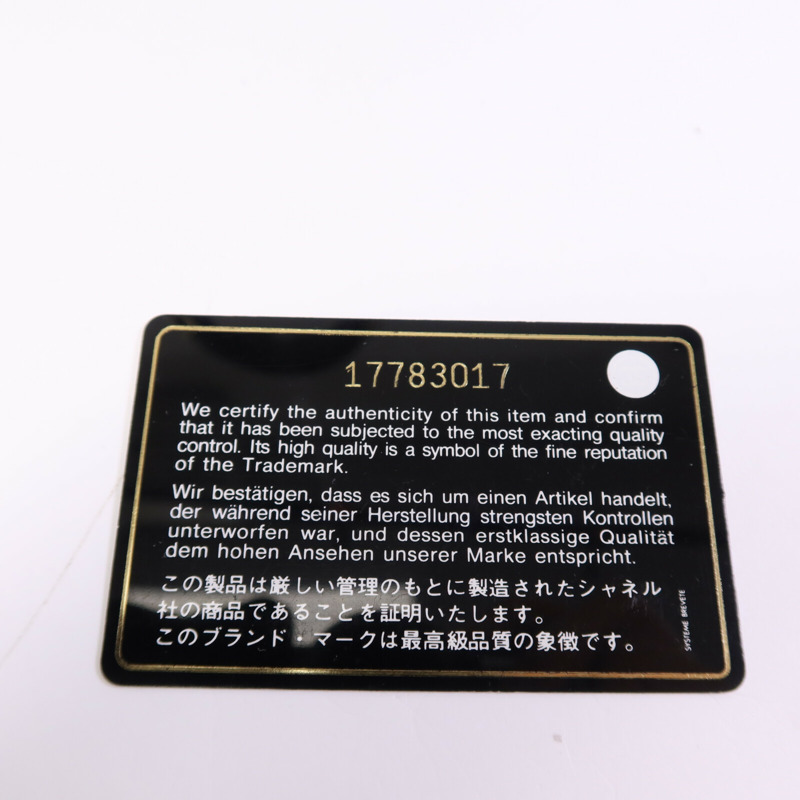 17783017
We certify the authenticity of this item and confirm
that it has been subjected to the most exacting quality
control. Its high quality is a symbol of the fine reputation
of the Trademark.
Wir bestätigen, dass es sich um einen Artikel handelt,
der während seiner Herstellung strengsten Kontrollen
unterworfen war, und dessen erstklassige Qualität
dem hohen Ansehen unserer Marke entspricht.
この製品は厳しい管理のもとに製造されたシャネル
社の商品であることを証明いたします。
このブランド・マークは最高級品質の象徴です。
SYSTEME BREVETE